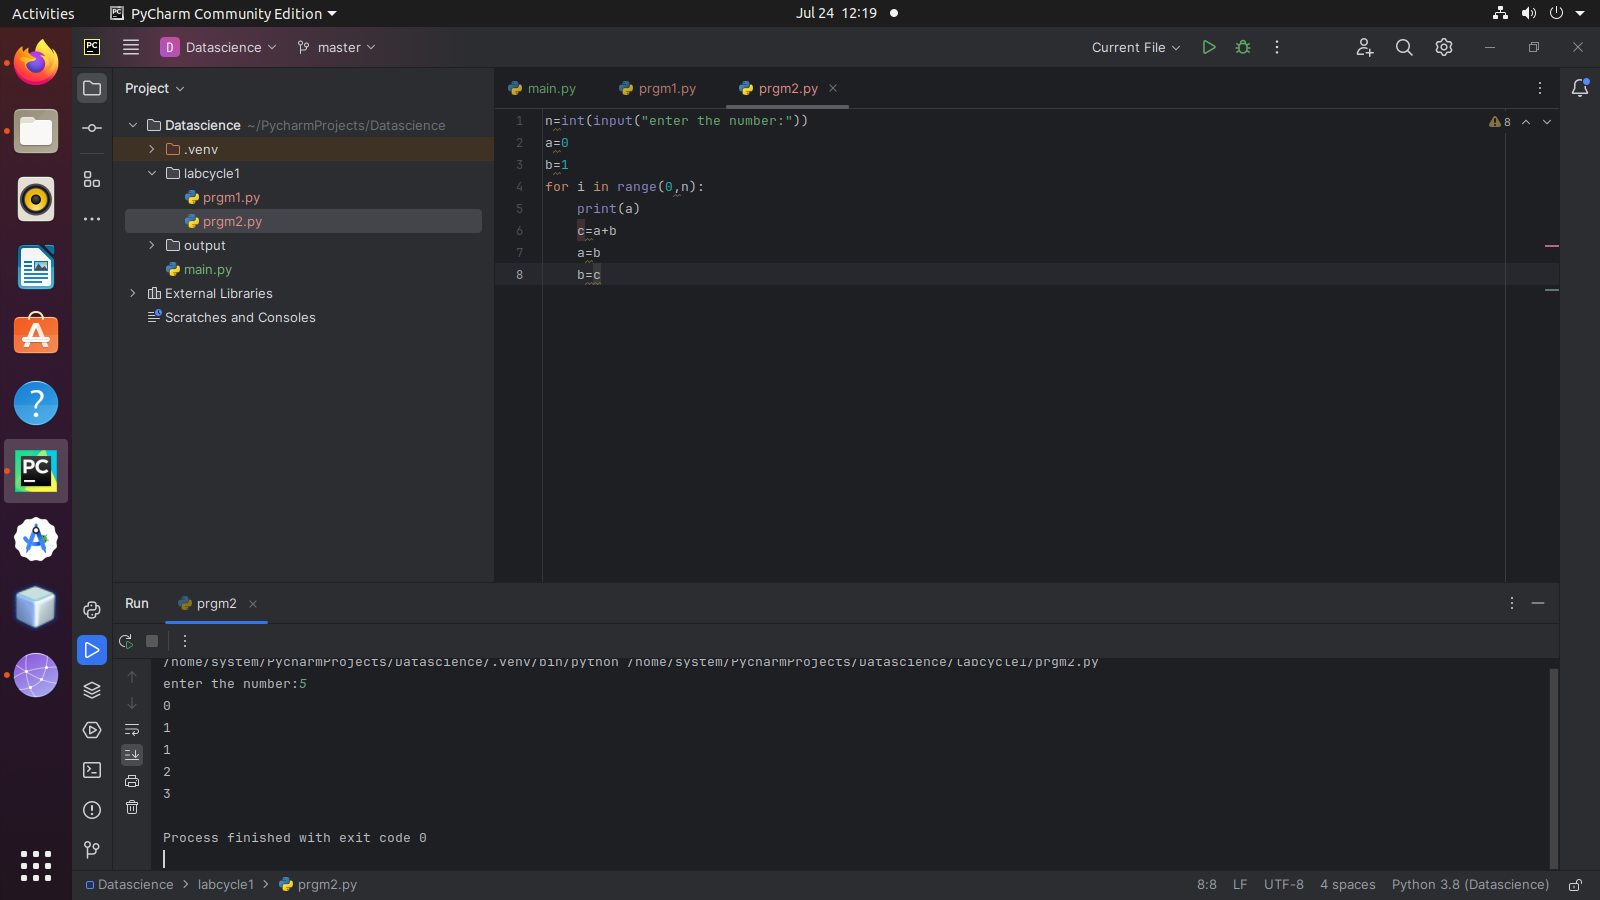 Activities PyCharm Community Edition Jul 24 12:19
PC D Datascience master Current File
Project main.py prgm1.py prgm2.py
Datascience ~/PycharmProjects/Datascience
.venv
labcycle1
prgm1.py
prgm2.py
output
main.py
External Libraries
Scratches and Consoles
1 n=int(input("enter the number:"))
2 a=0
3 b=1
4 for i in range(0,n):
5 print(a)
6 c=a+b
7 a=b
8 b=c
8
PC
Run prgm2
/home/system/PycharmProjects/Datascience/.venv/bin/python /home/system/PycharmProjects/Datascience/labcycle1/prgm2.py
enter the number:5
0
1
1
2
3
Process finished with exit code 0
Datascience labcycle1 prgm2.py 8:8 LF UTF-8 4 spaces Python 3.8 (Datascience)